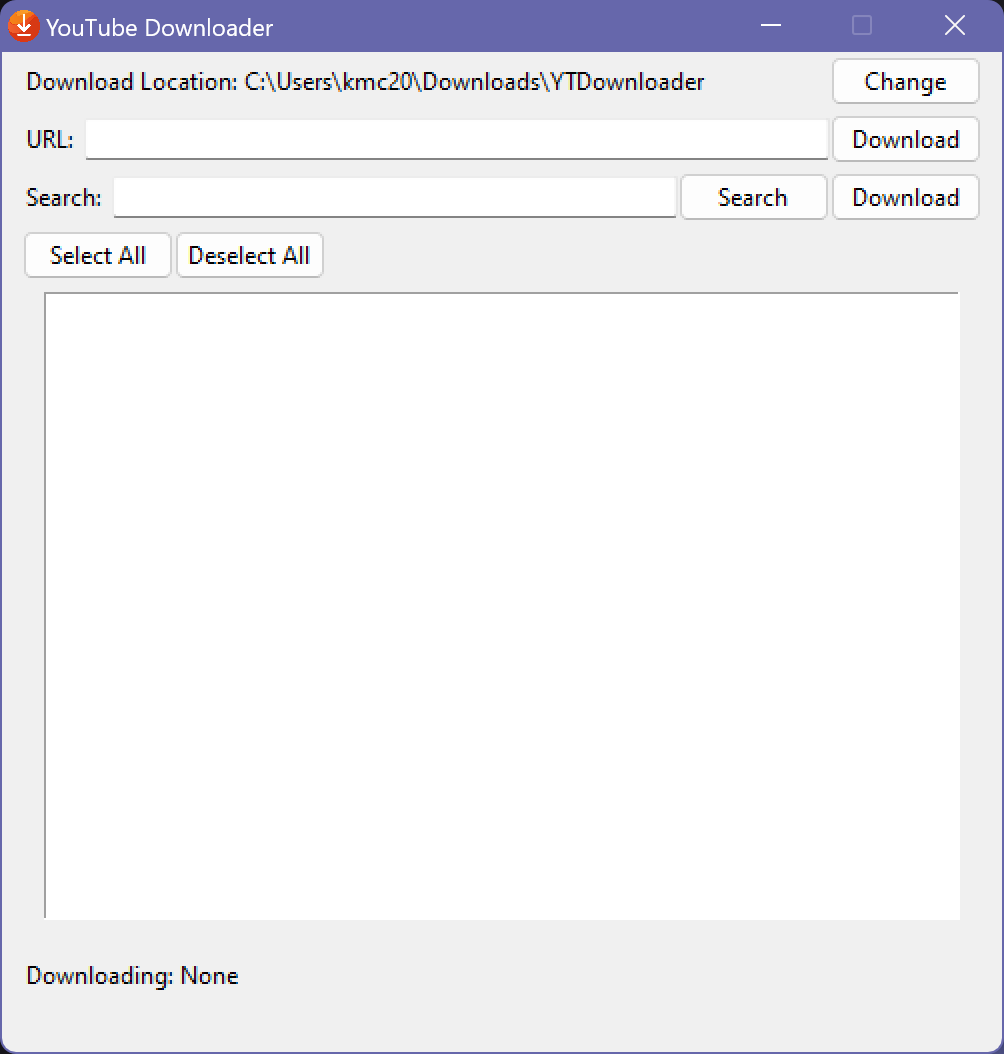 YouTube Downloader
Download Location: C:\Users\kmc20\Downloads\YTDownloader Change
URL: Download
Search: Search Download
Select All Deselect All
Downloading: None